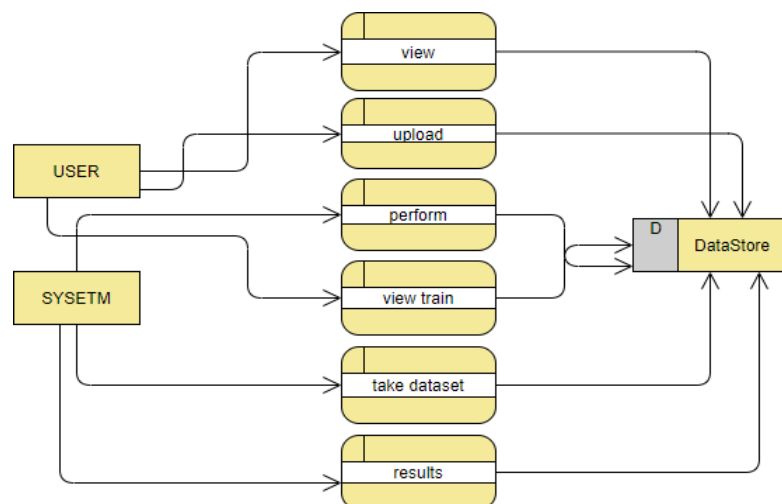 view
upload
USER
perform
D
DataStore
SYSETM
view train
take dataset
results